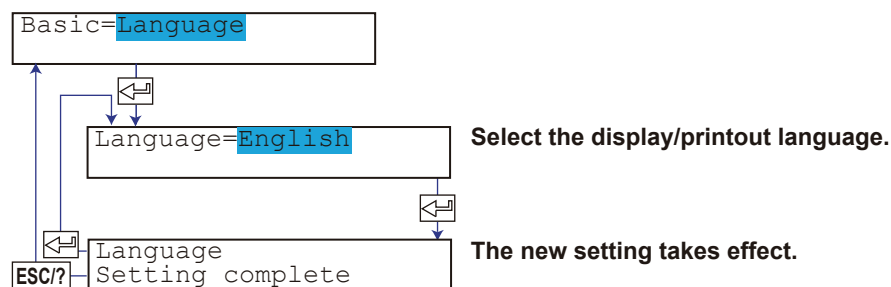 Basic=Language
Language=English
Select the display/printout language.
Language
Setting complete
The new setting takes effect.
ESC/?